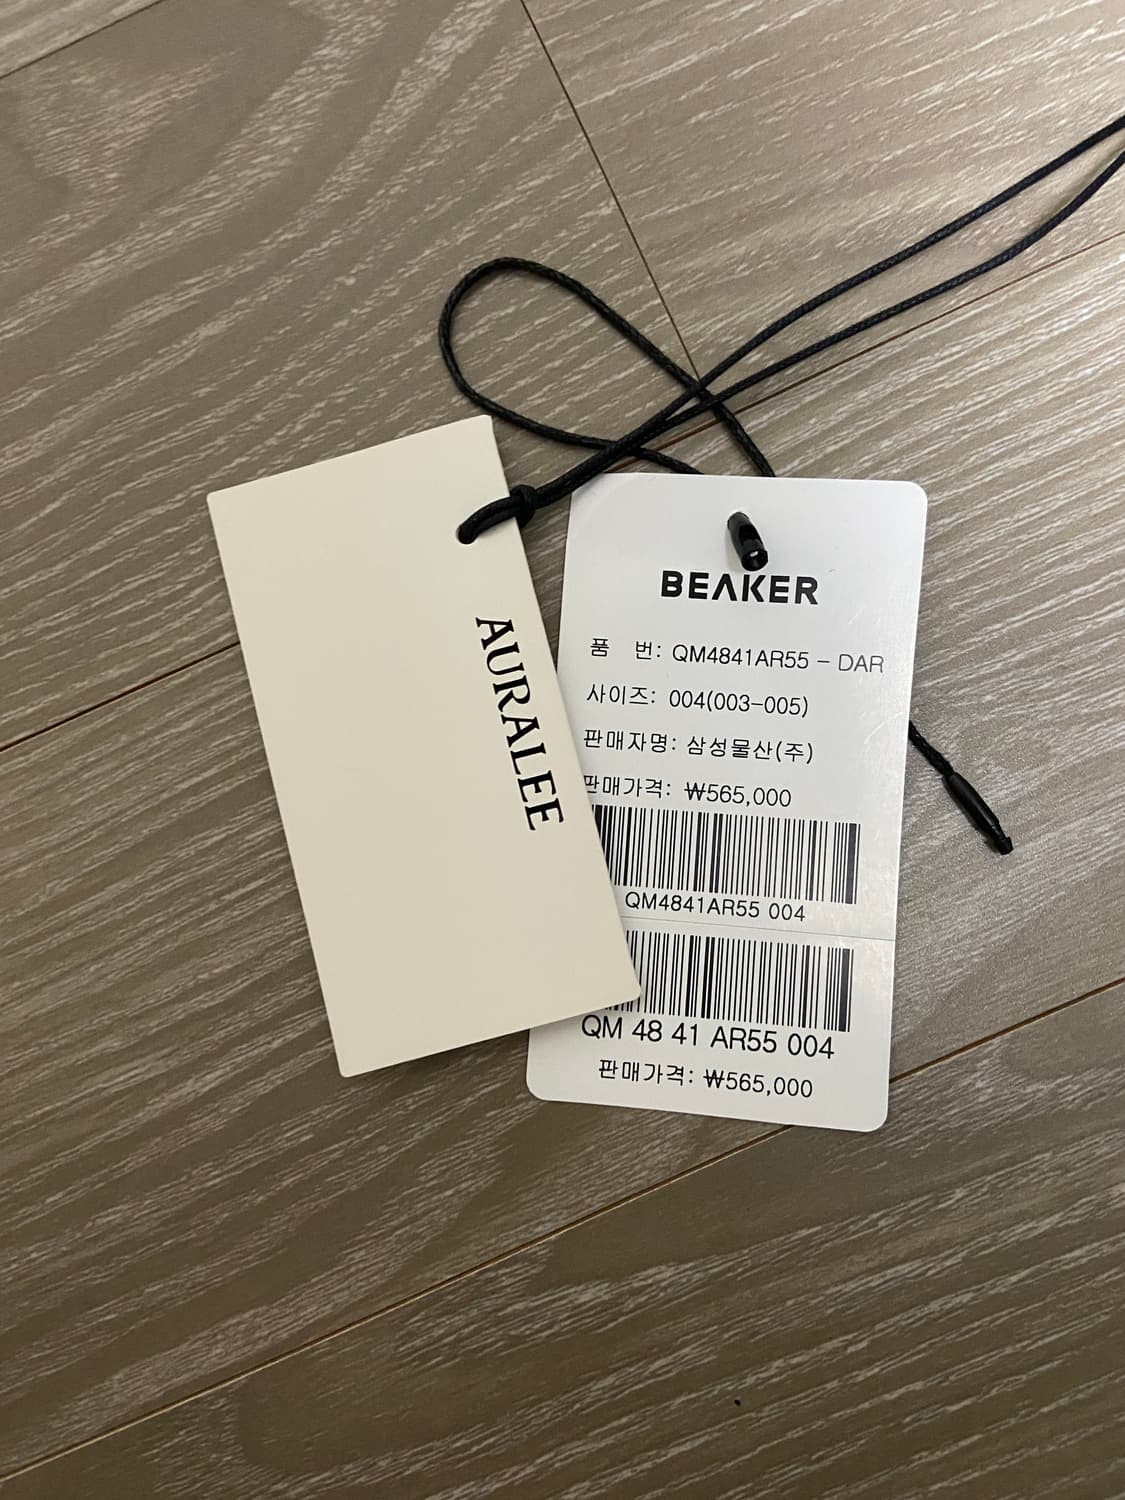 AURALEE
BEAKER
품 번: QM4841AR55 - DAR
사이즈: 004(003-005)
판매자명: 삼성물산(주)
판매가격: ₩565,000
QM4841AR55 004
QM 48 41 AR55 004
판매가격: ₩565,000